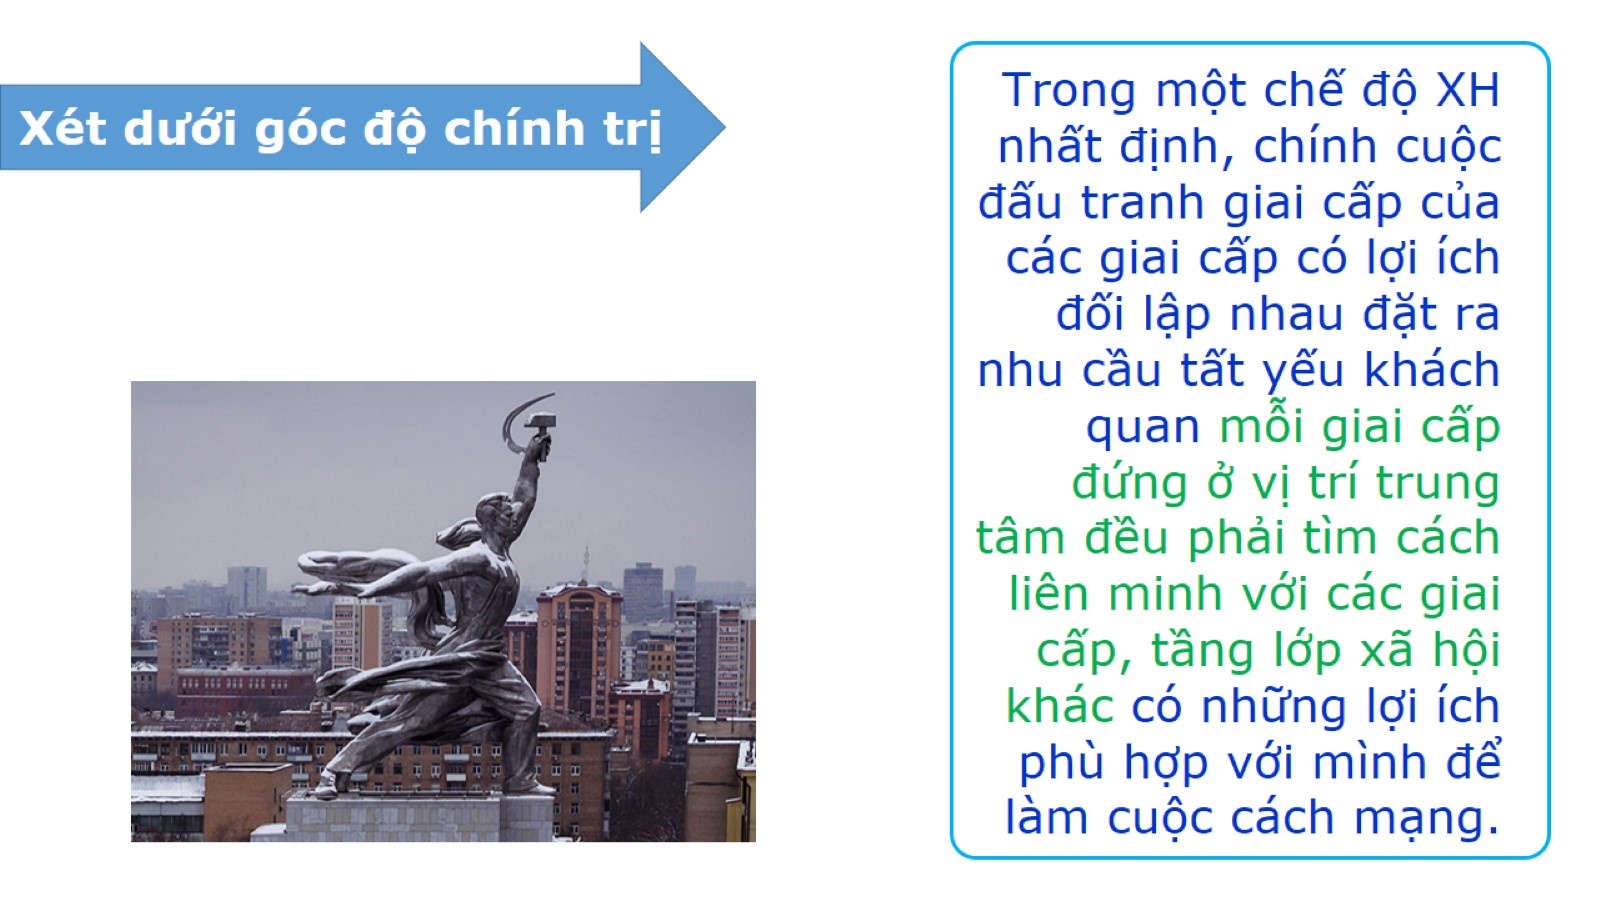 Xét dưới góc độ chính trị
Trong một chế độ XH
nhất định, chính cuộc
đấu tranh giai cấp của
các giai cấp có lợi ích
đối lập nhau đặt ra
nhu cầu tất yếu khách
quan mỗi giai cấp
đứng ở vị trí trung
tâm đều phải tìm cách
liên minh với các giai
cấp, tầng lớp xã hội
khác có những lợi ích
phù hợp với mình để
làm cuộc cách mạng.